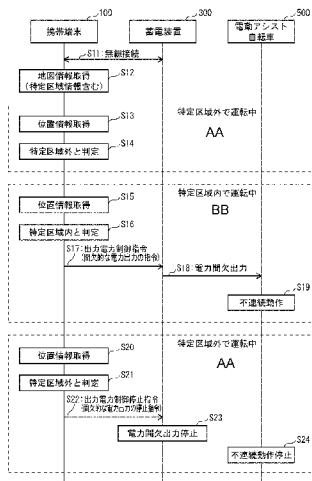 100
300
500
携帯端末
蓄電装置
電動アシスト
自転車
S11:無線接続
S12
地図情報取得
(特定区域情報含む)
特定区域外で運転中
AA
S13
位置情報取得
S14
特定区域外と判定
特定区域内で運転中
BB
S15
位置情報取得
S16
特定区域内と判定
S17:出力電力制御指令
(間欠的な電力出力の指令)
S18:電力間欠出力
S19
不連続動作
特定区域外で運転中
AA
S20
位置情報取得
S21
特定区域外と判定
S22:出力電力制御停止指令
(間欠的な電力出力の停止指令)
S23
電力間欠出力停止
S24
不連続動作停止